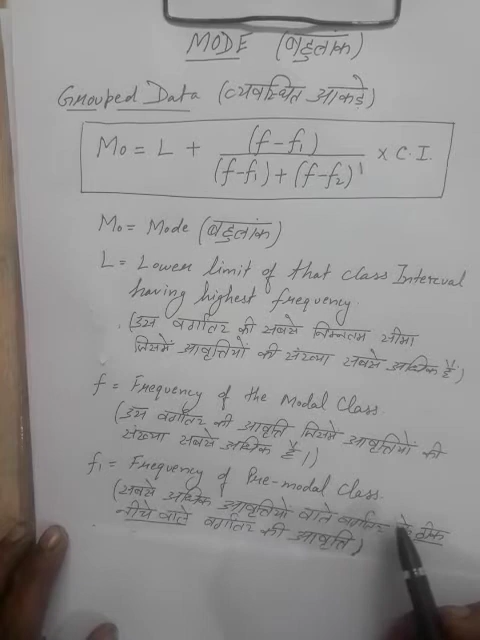 MODE (बहुलांक)
Grouped Data (व्यवस्थित आकड़े)
Mo = L + (f-f₁) / (f-f₁) + (f-f₂) × C.I.
Mo = Mode (बहुलांक)
L = Lower limit of that class Interval
having highest frequency.
(उस वर्गांतर की सबसे निम्नतम सीमा
जिसमें आवृत्तियों की संख्या सबसे अधिक है)
f = Frequency of the Modal Class.
(उस वर्गांतर की आवृत्ति जिसमें आवृत्तियों की
संख्या सबसे अधिक है।)
f₁ = Frequency of Pre-modal Class.
(सबसे अधिक आवृत्तियों वाले वर्गांतर के ठीक
नीचे वाले वर्गांतर की आवृत्ति)